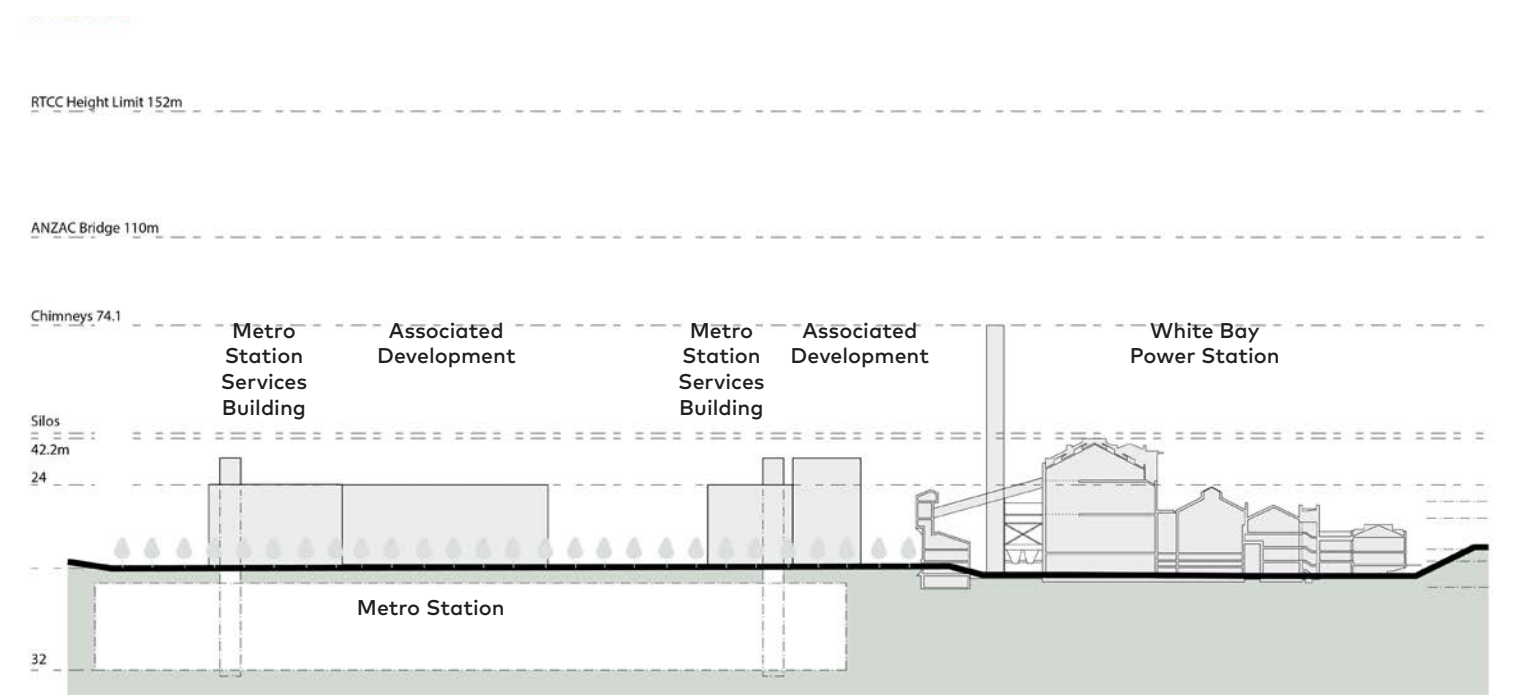 RTCC Height Limit 152m
ANZAC Bridge 110m
Chimneys 74.1
Metro
Station
Services
Building
Associated
Development
Metro
Station
Services
Building
Associated
Development
White Bay
Power Station
Silos
42.2m
24
Metro Station
32